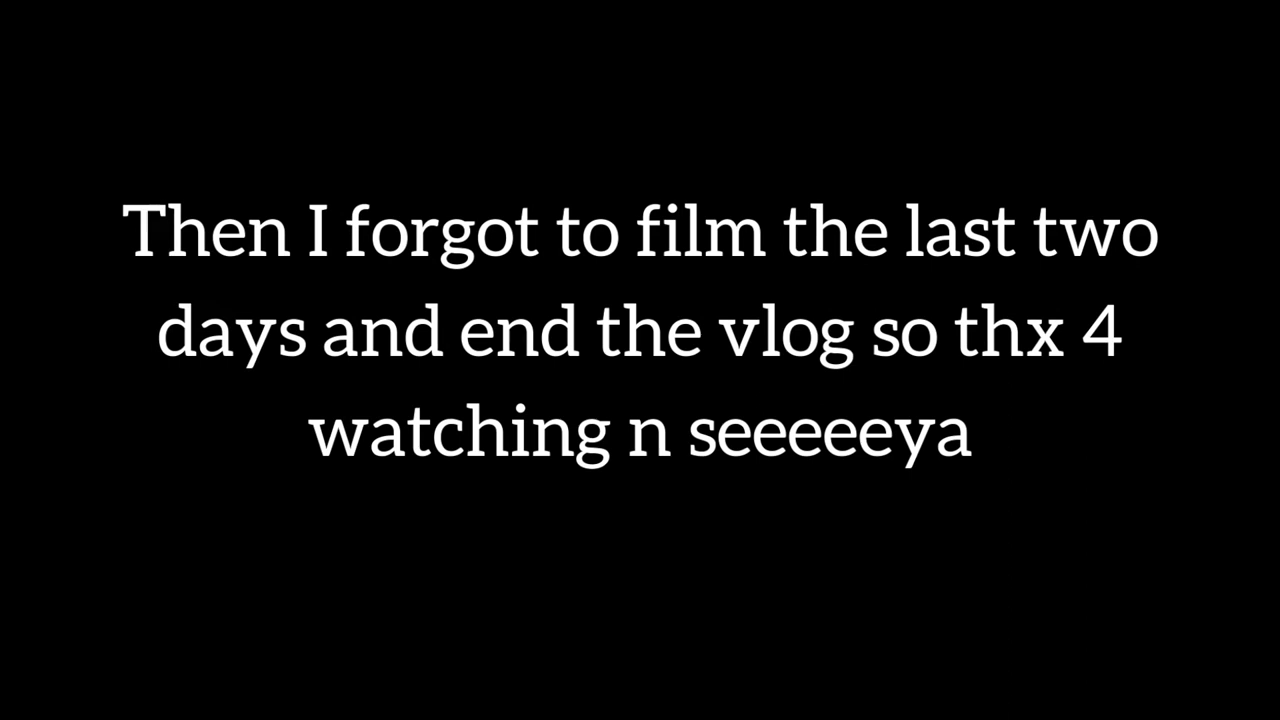 Then I forgot to film the last two
days and end the vlog so thx 4
watching n seeeeeya